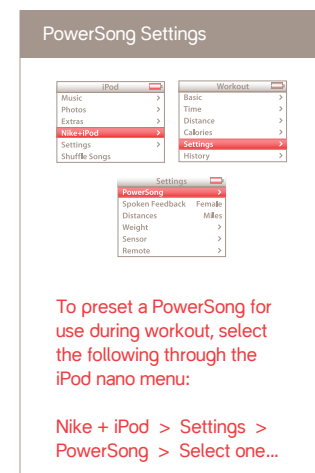 PowerSong Settings
iPod
Music >
Photos >
Extras >
Nike+iPod >
Settings >
Shuffle Songs
Workout
Basic >
Time >
Distance >
Calories >
Settings >
History >
Settings
PowerSong >
Spoken Feedback Female
Distances Miles
Weight >
Sensor >
Remote >
To preset a PowerSong for
use during workout, select
the following through the
iPod nano menu:
Nike + iPod > Settings >
PowerSong > Select one...